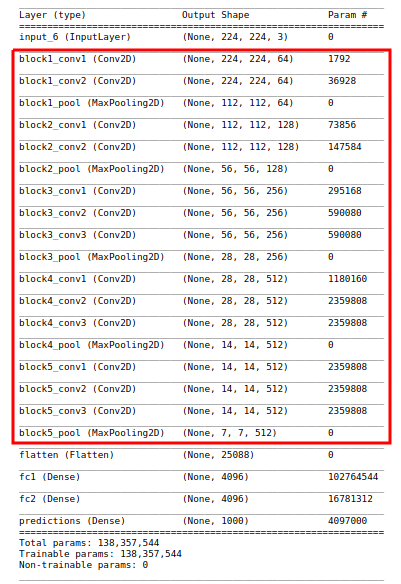 Layer (type) Output Shape Param #
input_6 (InputLayer) (None, 224, 224, 3) 0
block1_conv1 (Conv2D) (None, 224, 224, 64) 1792
block1_conv2 (Conv2D) (None, 224, 224, 64) 36928
block1_pool (MaxPooling2D) (None, 112, 112, 64) 0
block2_conv1 (Conv2D) (None, 112, 112, 128) 73856
block2_conv2 (Conv2D) (None, 112, 112, 128) 147584
block2_pool (MaxPooling2D) (None, 56, 56, 128) 0
block3_conv1 (Conv2D) (None, 56, 56, 256) 295168
block3_conv2 (Conv2D) (None, 56, 56, 256) 590080
block3_conv3 (Conv2D) (None, 56, 56, 256) 590080
block3_pool (MaxPooling2D) (None, 28, 28, 256) 0
block4_conv1 (Conv2D) (None, 28, 28, 512) 1180160
block4_conv2 (Conv2D) (None, 28, 28, 512) 2359808
block4_conv3 (Conv2D) (None, 28, 28, 512) 2359808
block4_pool (MaxPooling2D) (None, 14, 14, 512) 0
block5_conv1 (Conv2D) (None, 14, 14, 512) 2359808
block5_conv2 (Conv2D) (None, 14, 14, 512) 2359808
block5_conv3 (Conv2D) (None, 14, 14, 512) 2359808
block5_pool (MaxPooling2D) (None, 7, 7, 512) 0
flatten (Flatten) (None, 25088) 0
fc1 (Dense) (None, 4096) 102764544
fc2 (Dense) (None, 4096) 16781312
predictions (Dense) (None, 1000) 4097000
Total params: 138,357,544
Trainable params: 138,357,544
Non-trainable params: 0